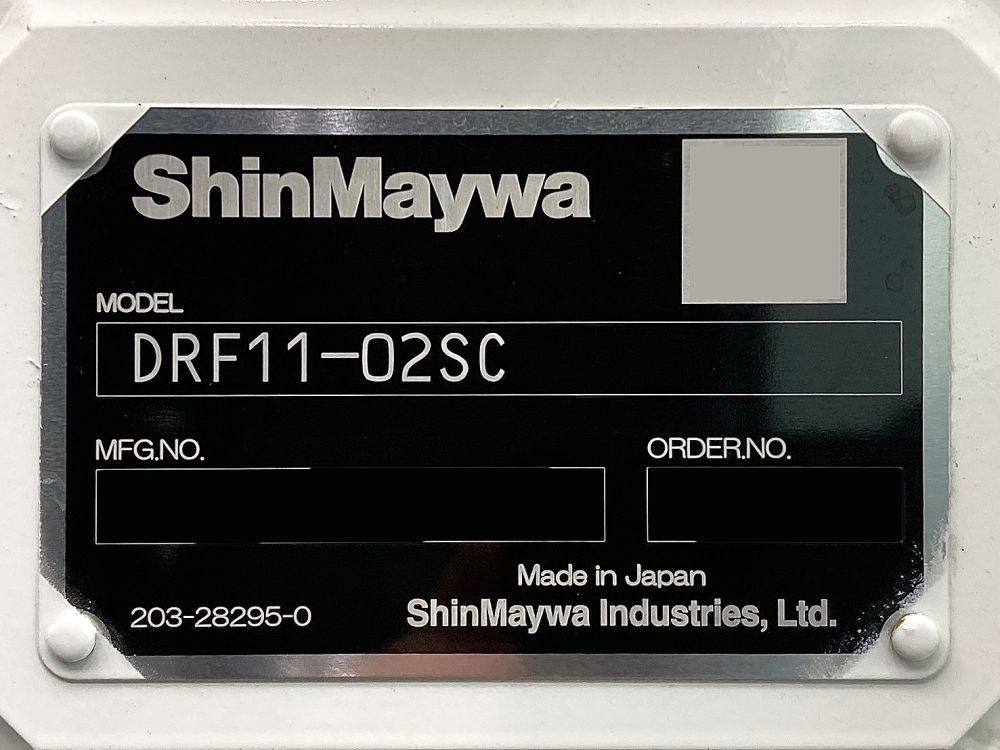 ShinMaywa
MODEL
DRF11-02SC
MFG.NO. ORDER.NO.
Made in Japan
203-28295-0 ShinMaywa Industries, Ltd.